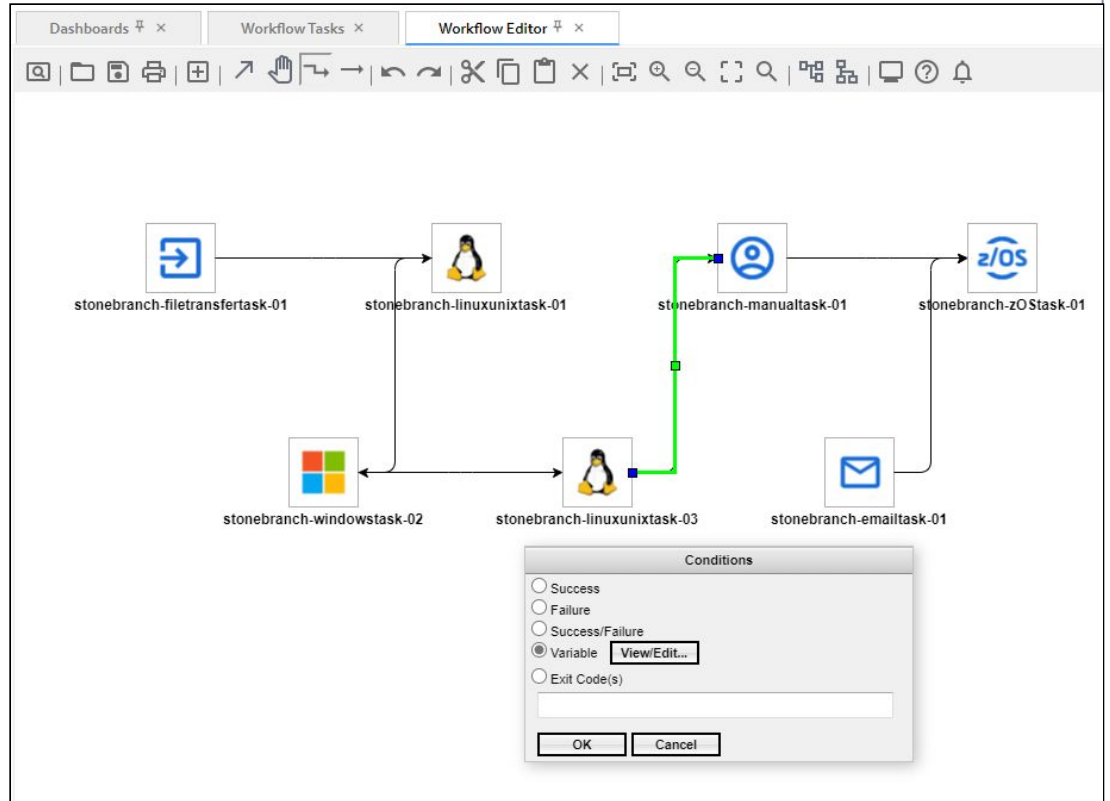 Dashboards
Workflow Tasks
Workflow Editor
z/OS
stonebranch-filetransfertask-01
stonebranch-linuxunixtask-01
stonebranch-manualtask-01
stonebranch-zOStask-01
stonebranch-windowstask-02
stonebranch-linuxunixtask-03
stonebranch-emailtask-01
Conditions
Success
Failure
Success/Failure
Variable View/Edit...
Exit Code(s)
OK Cancel